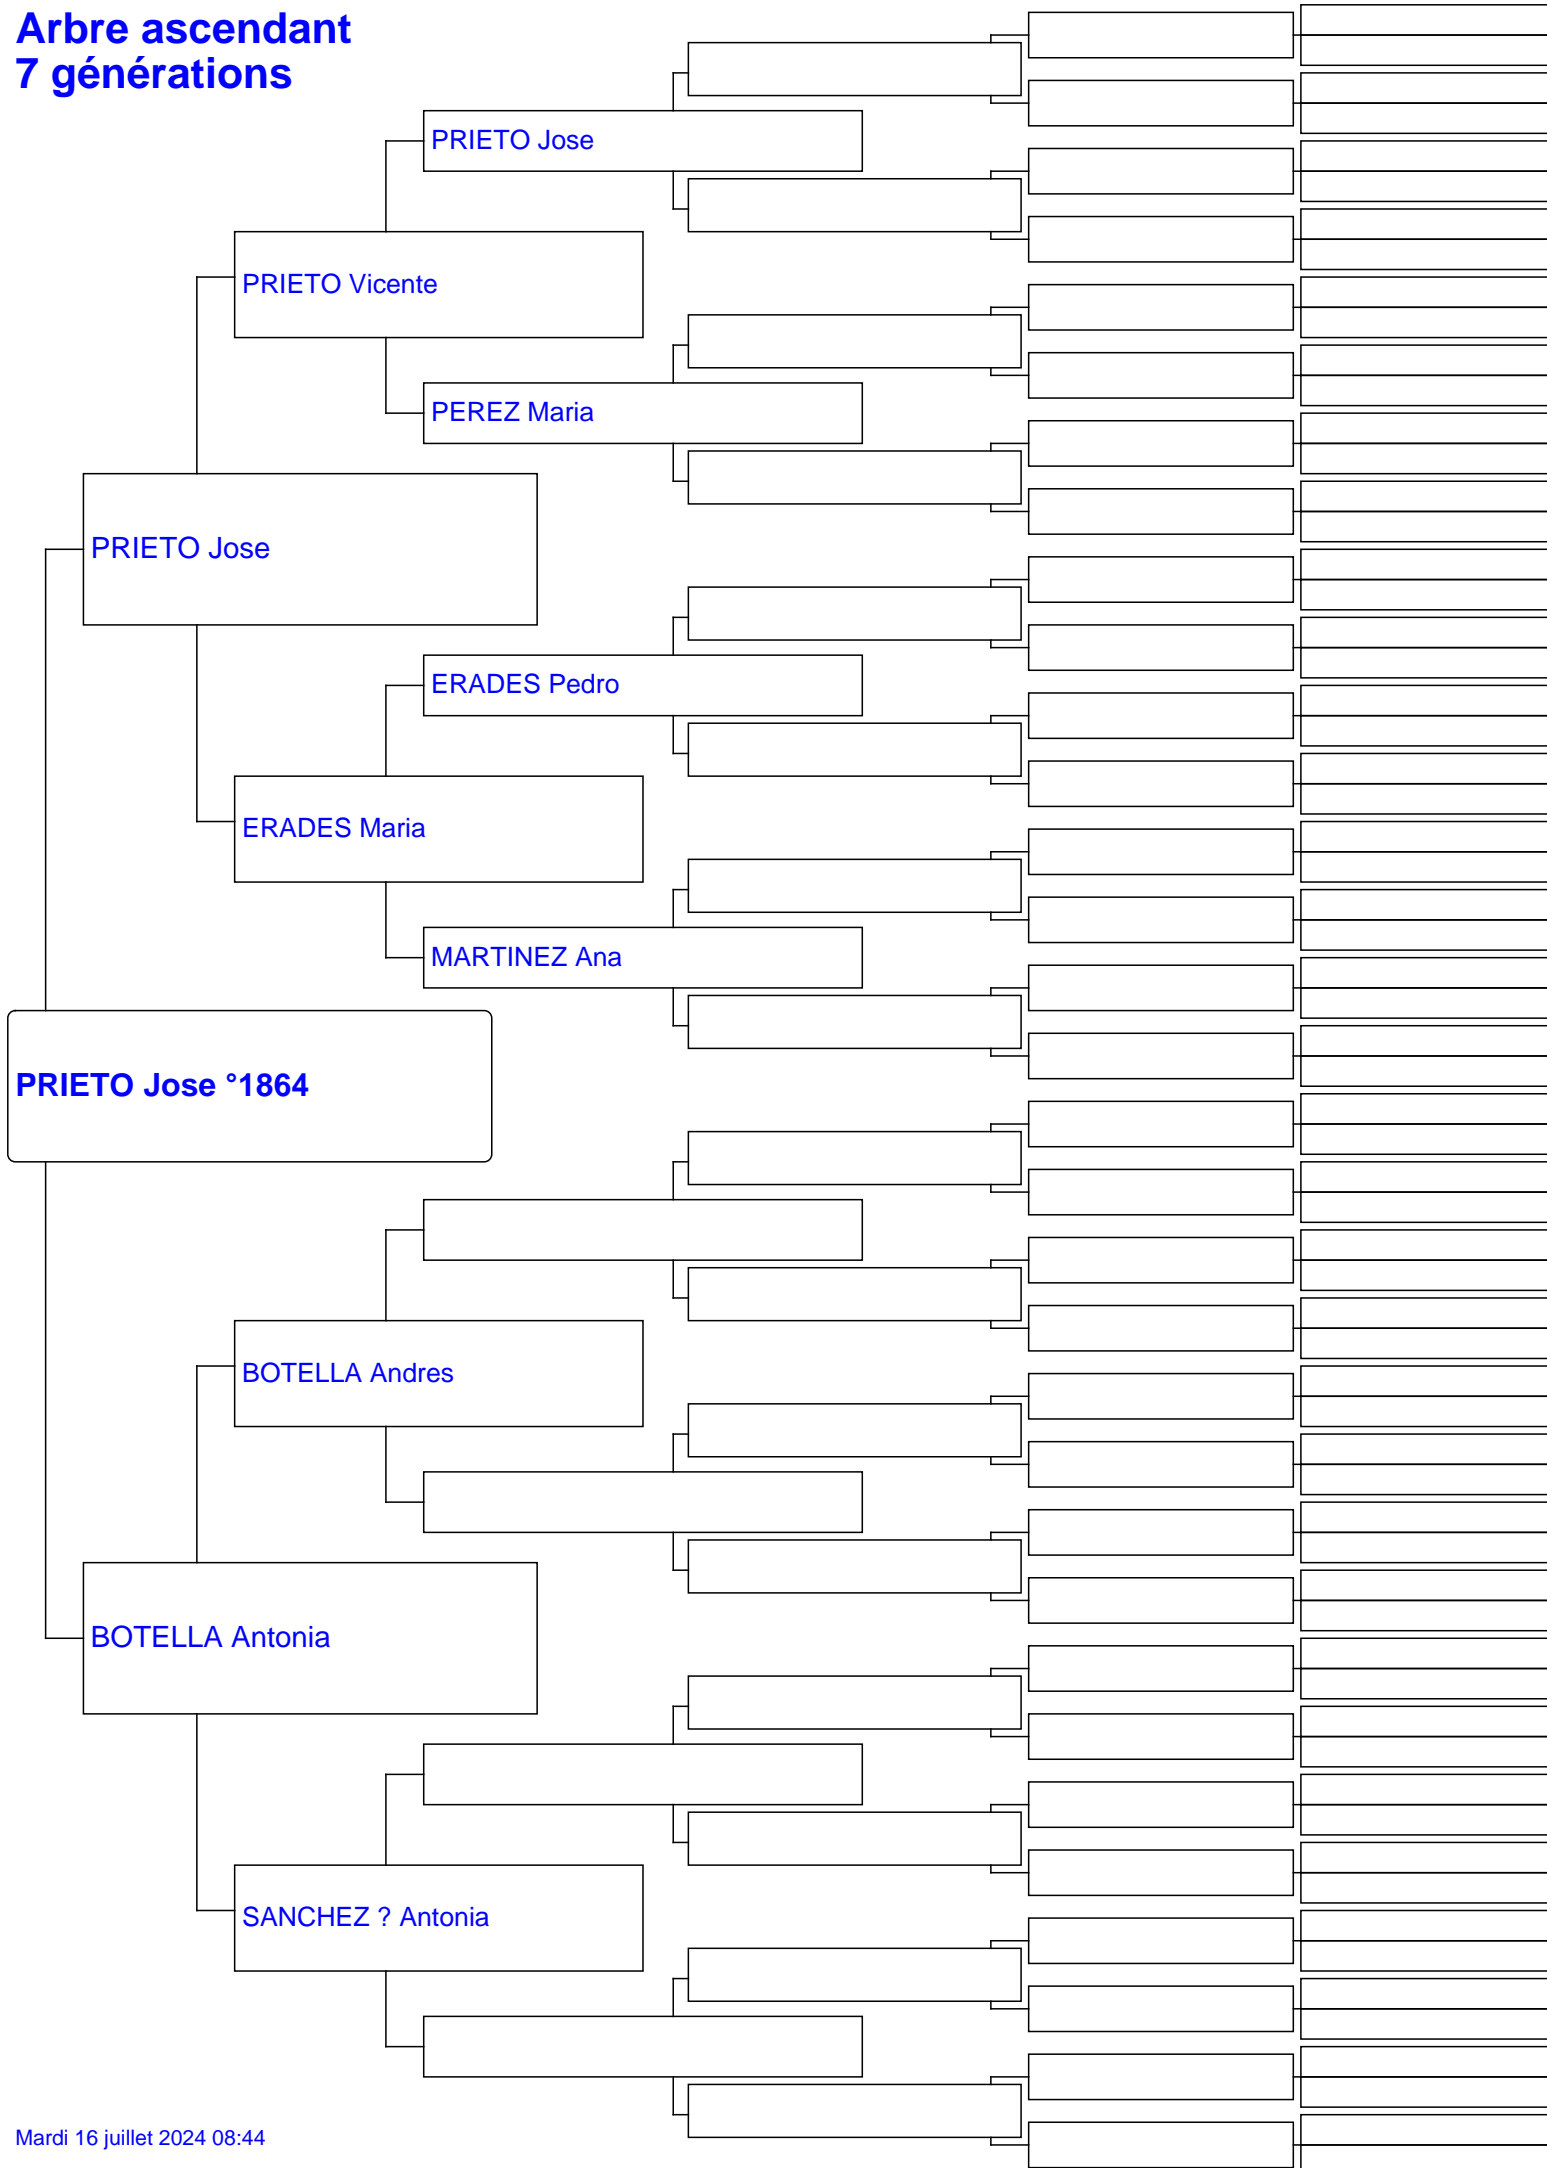 Arbre ascendant
7 générations
PRIETO Jose
PRIETO Vicente
PEREZ Maria
PRIETO Jose
ERADES Pedro
ERADES Maria
MARTINEZ Ana
PRIETO Jose °1864
BOTELLA Andres
BOTELLA Antonia
SANCHEZ ? Antonia
Mardi 16 juillet 2024 08:44